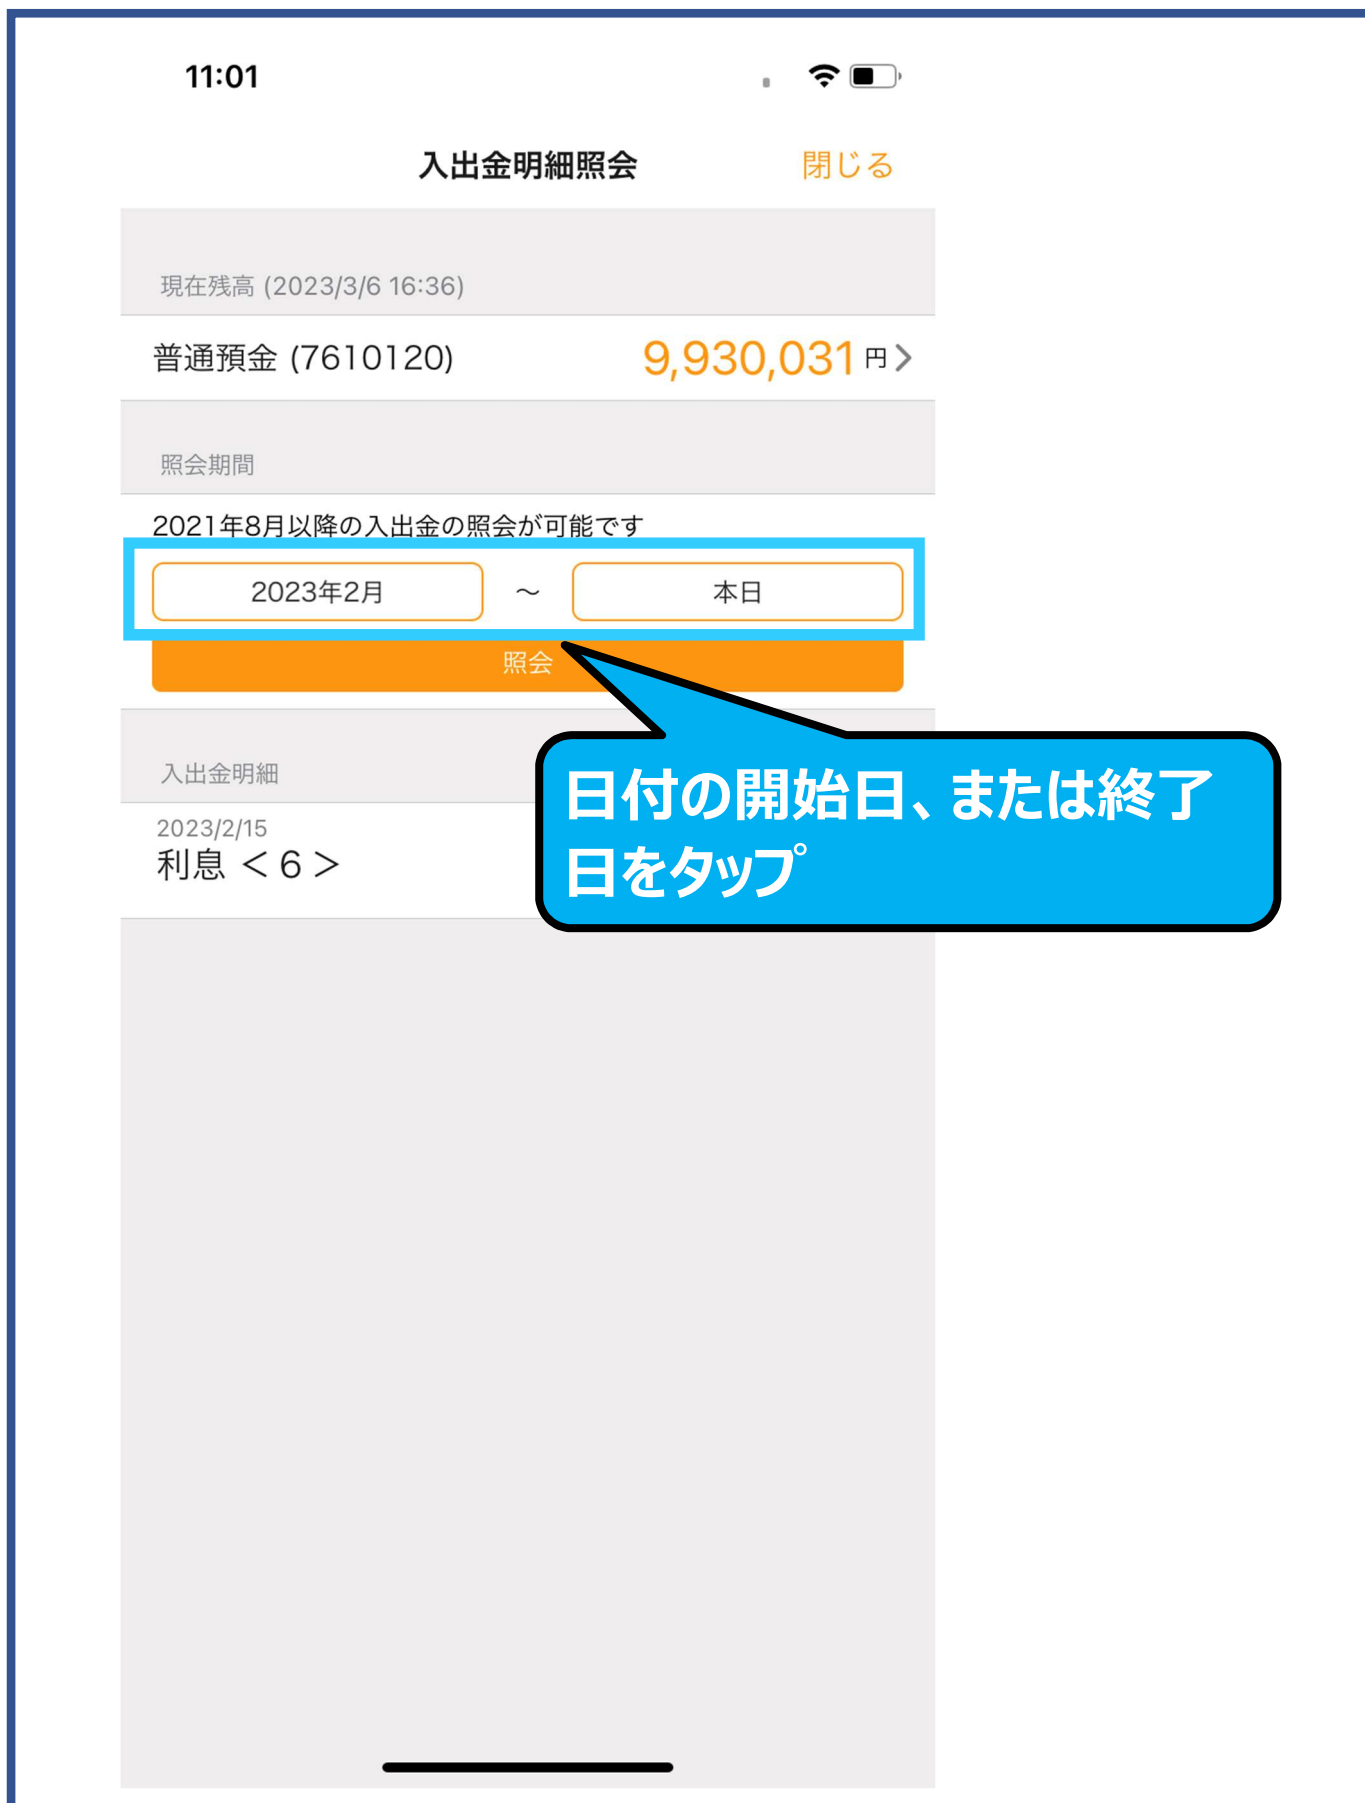 11:01
入出金明細照会 閉じる
現在残高 (2023/3/6 16:36)
普通預金 (7610120) 9,930,031 円
照会期間
2021年8月以降の入出金の照会が可能です
2023年2月 ～ 本日
照会
日付の開始日、または終了
日をタップ
入出金明細
2023/2/15
利息 ＜６＞